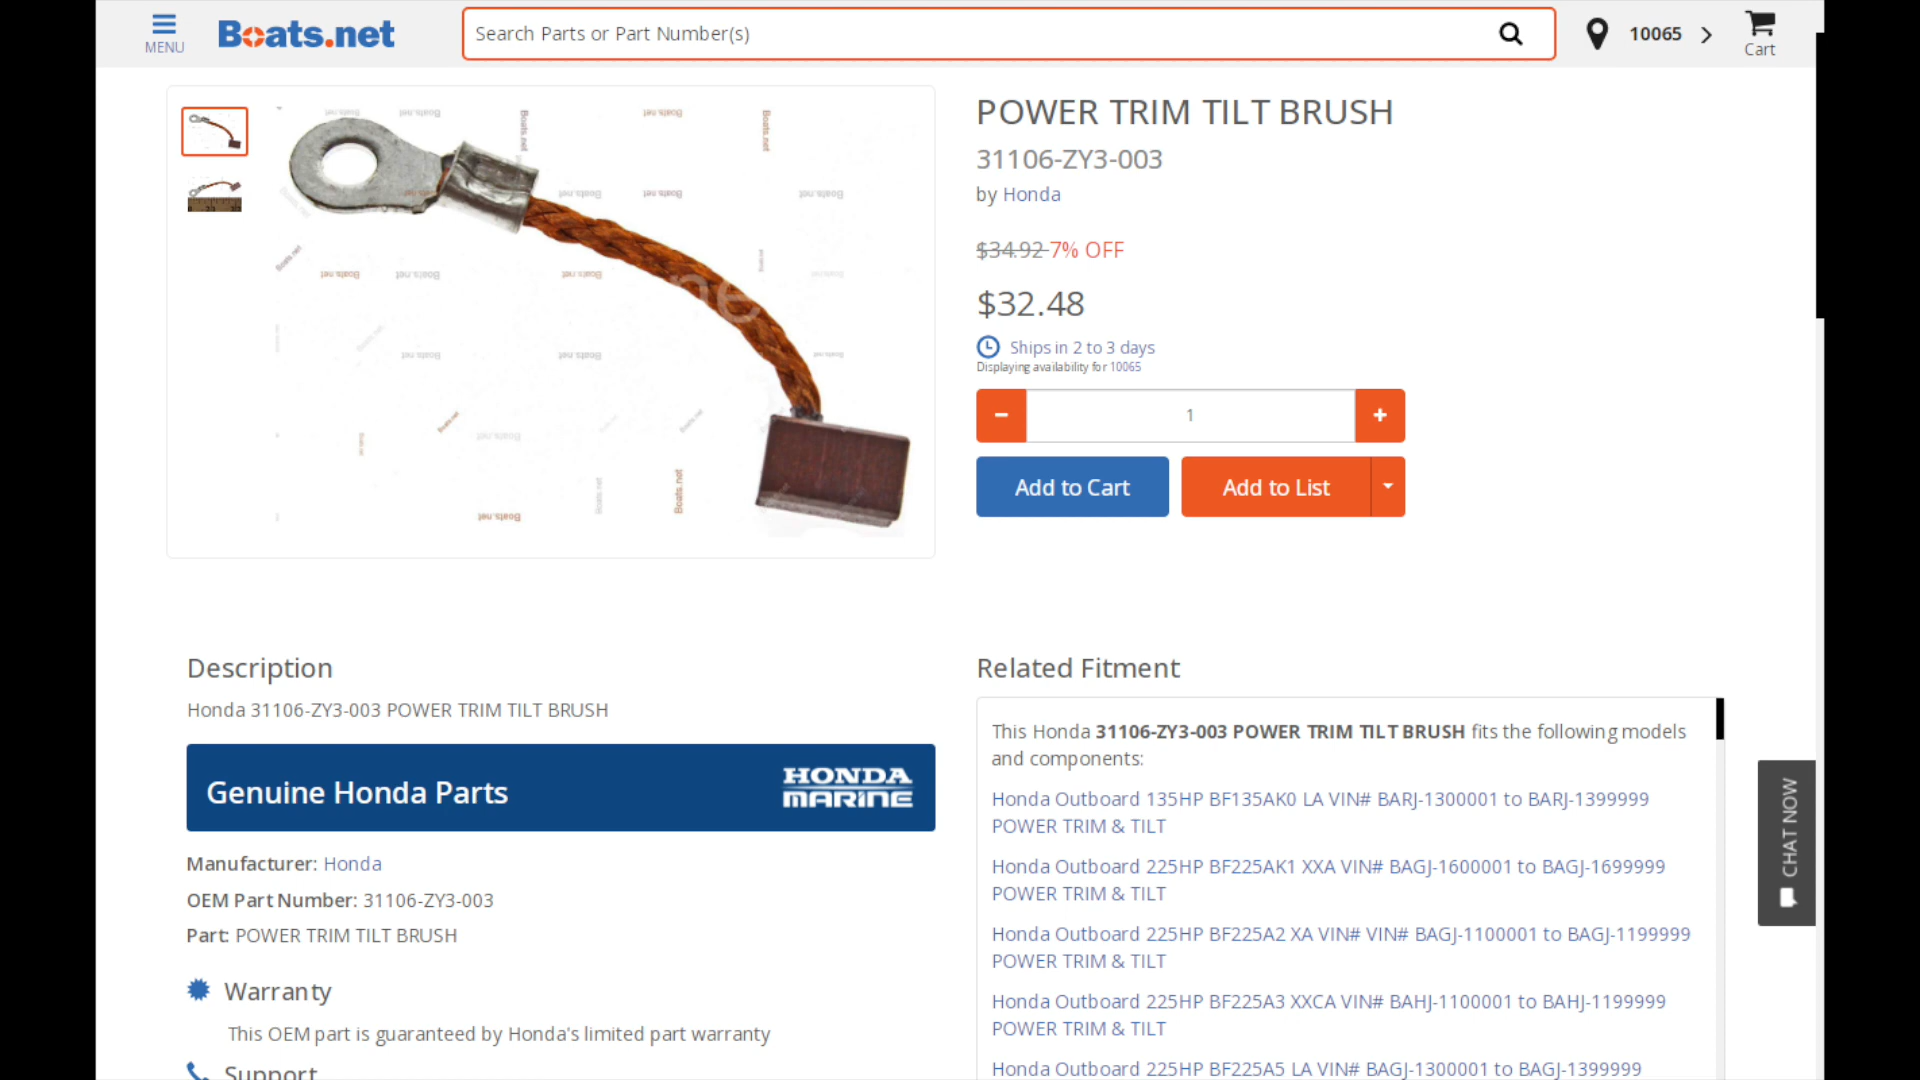 MENU
Boats.net
Search Parts or Part Number(s)
10065
Cart
POWER TRIM TILT BRUSH
31106-ZY3-003
by Honda
$34.92 7% OFF
$32.48
Ships in 2 to 3 days
Displaying availability for 10065
1
Add to Cart
Add to List
Description
Honda 31106-ZY3-003 POWER TRIM TILT BRUSH
Genuine Honda Parts
HONDA
MARINE
Manufacturer: Honda
OEM Part Number: 31106-ZY3-003
Part: POWER TRIM TILT BRUSH
Warranty
This OEM part is guaranteed by Honda's limited part warranty
Support
Related Fitment
This Honda 31106-ZY3-003 POWER TRIM TILT BRUSH fits the following models
and components:
Honda Outboard 135HP BF135AK0 LA VIN# BARJ-1300001 to BARJ-1399999
POWER TRIM & TILT
Honda Outboard 225HP BF225AK1 XXA VIN# BAGJ-1600001 to BAGJ-1699999
POWER TRIM & TILT
Honda Outboard 225HP BF225A2 XA VIN# VIN# BAGJ-1100001 to BAGJ-1199999
POWER TRIM & TILT
Honda Outboard 225HP BF225A3 XXCA VIN# BAHJ-1100001 to BAHJ-1199999
POWER TRIM & TILT
Honda Outboard 225HP BF225A5 LA VIN# BAGJ-1300001 to BAGJ-1399999
CHAT NOW